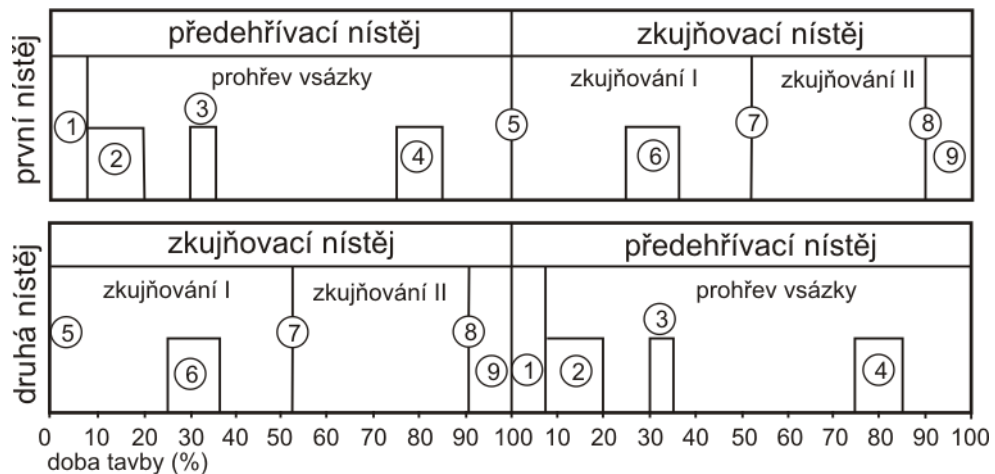 předehřívací nístěj zkujňovací nístěj
první nístěj
prohřev vsázky zkujňování I zkujňování II
1 2 3 4 5 6 7 8 9
zkujňovací nístěj předehřívací nístěj
druhá nístěj
zkujňování I zkujňování II prohřev vsázky
5 6 7 8 9 1 2 3 4
0 10 20 30 40 50 60 70 80 90 100 10 20 30 40 50 60 70 80 90 100
doba tavby (%)